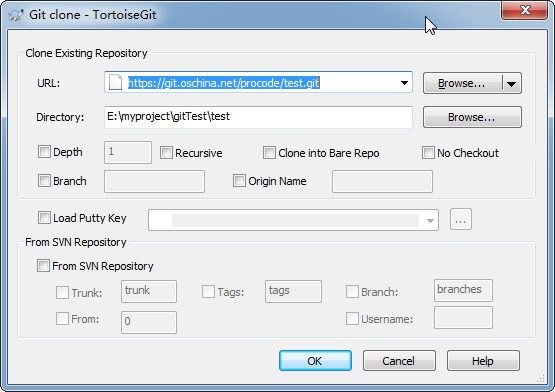 Git clone - TortoiseGit
Clone Existing Repository
URL: https://git.oschina.net/procode/test.git Browse...
Directory: E:\myproject\gitTest\test Browse...
Depth 1 Recursive Clone into Bare Repo No Checkout
Branch Origin Name
Load Putty Key ...
From SVN Repository
From SVN Repository
Trunk: trunk Tags: tags Branch: branches
From: 0 Username:
OK Cancel Help